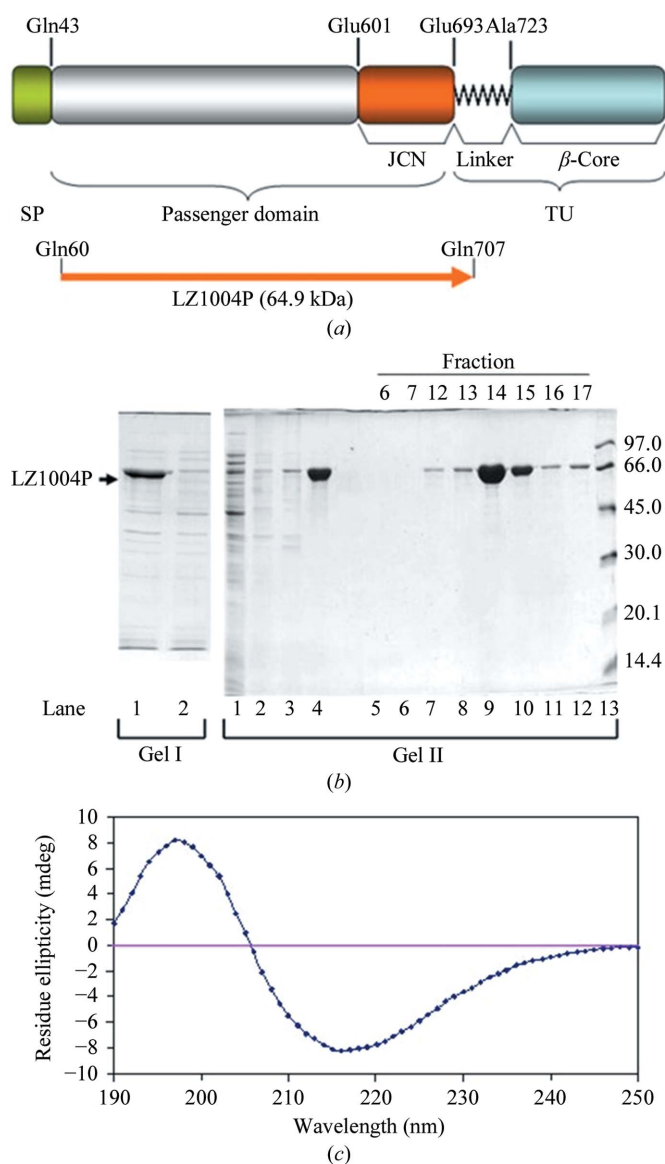 Gln43 Glu601 Glu693 Ala723
JCN Linker β-Core
SP Passenger domain TU
Gln60 Gln707
LZ1004P (64.9 kDa)
(a)
Fraction
6 7 12 13 14 15 16 17
LZ1004P
97.0
66.0
45.0
30.0
20.1
14.4
Lane 1 2 1 2 3 4 5 6 7 8 9 10 11 12 13
Gel I Gel II
(b)
Residue ellipticity (mdeg)
10
8
6
4
2
0
−2
−4
−6
−8
−10
190 200 210 220 230 240 250
Wavelength (nm)
(c)